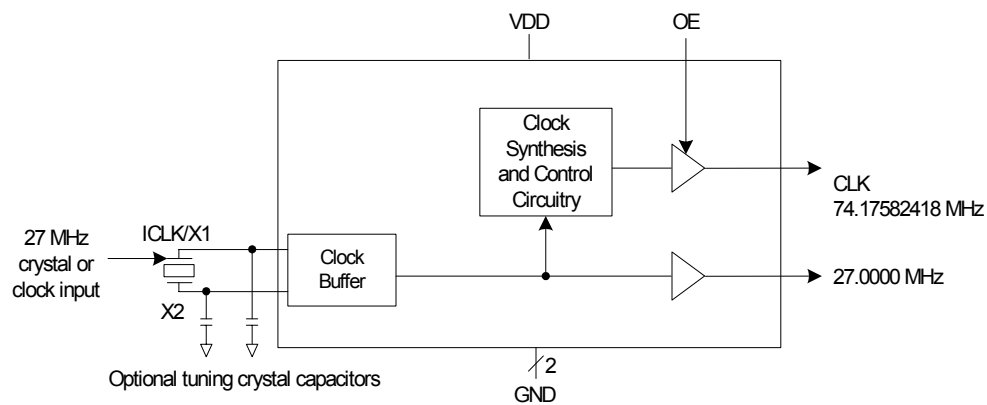 VDD
OE
Clock
Synthesis
and Control
Circuitry
CLK
74.17582418 MHz
27 MHz
crystal or
clock input
ICLK/X1
X2
Clock
Buffer
27.0000 MHz
Optional tuning crystal capacitors
2
GND